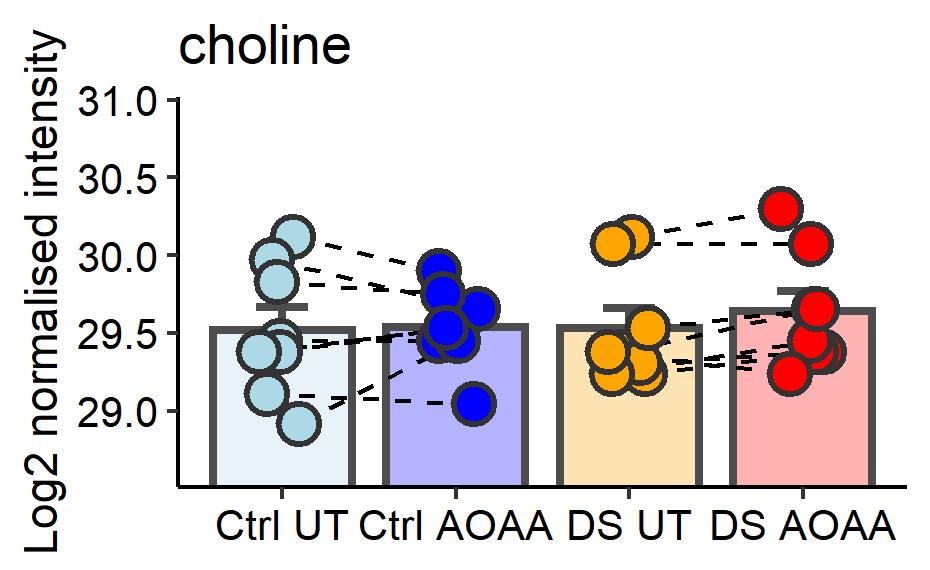 choline
Log2 normalised intensity
31.0
30.5
30.0
29.5
29.0
Ctrl UT Ctrl AOAA DS UT DS AOAA